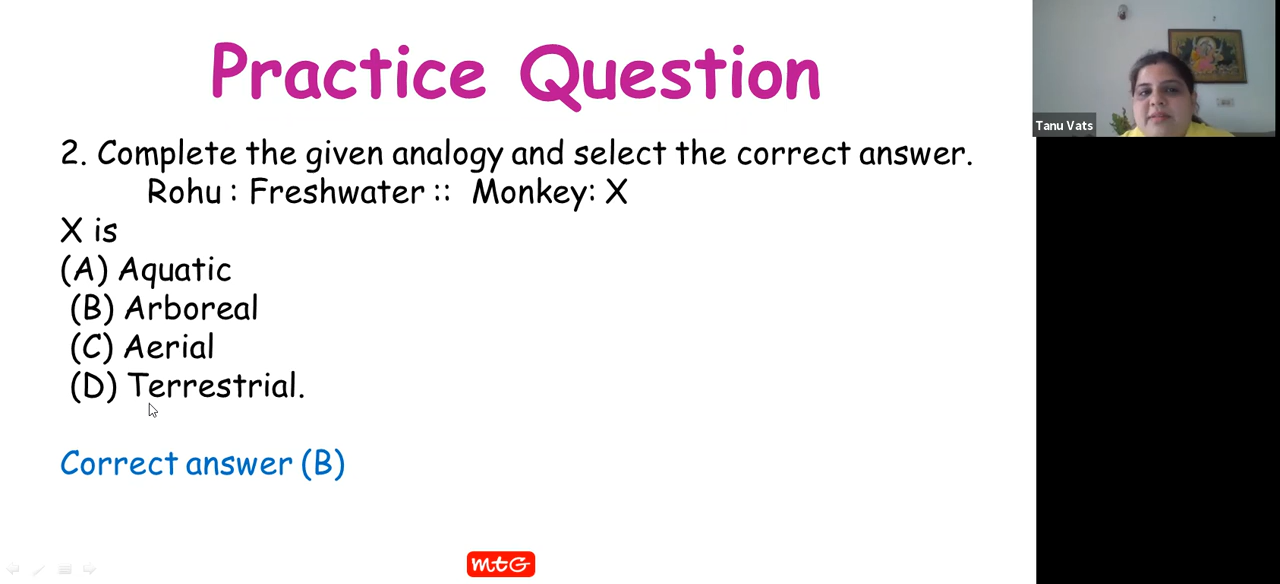 Practice Question
2. Complete the given analogy and select the correct answer.
Rohu : Freshwater :: Monkey: X
X is
(A) Aquatic
(B) Arboreal
(C) Aerial
(D) Terrestrial.
Correct answer (B)
mtG
Tanu Vats